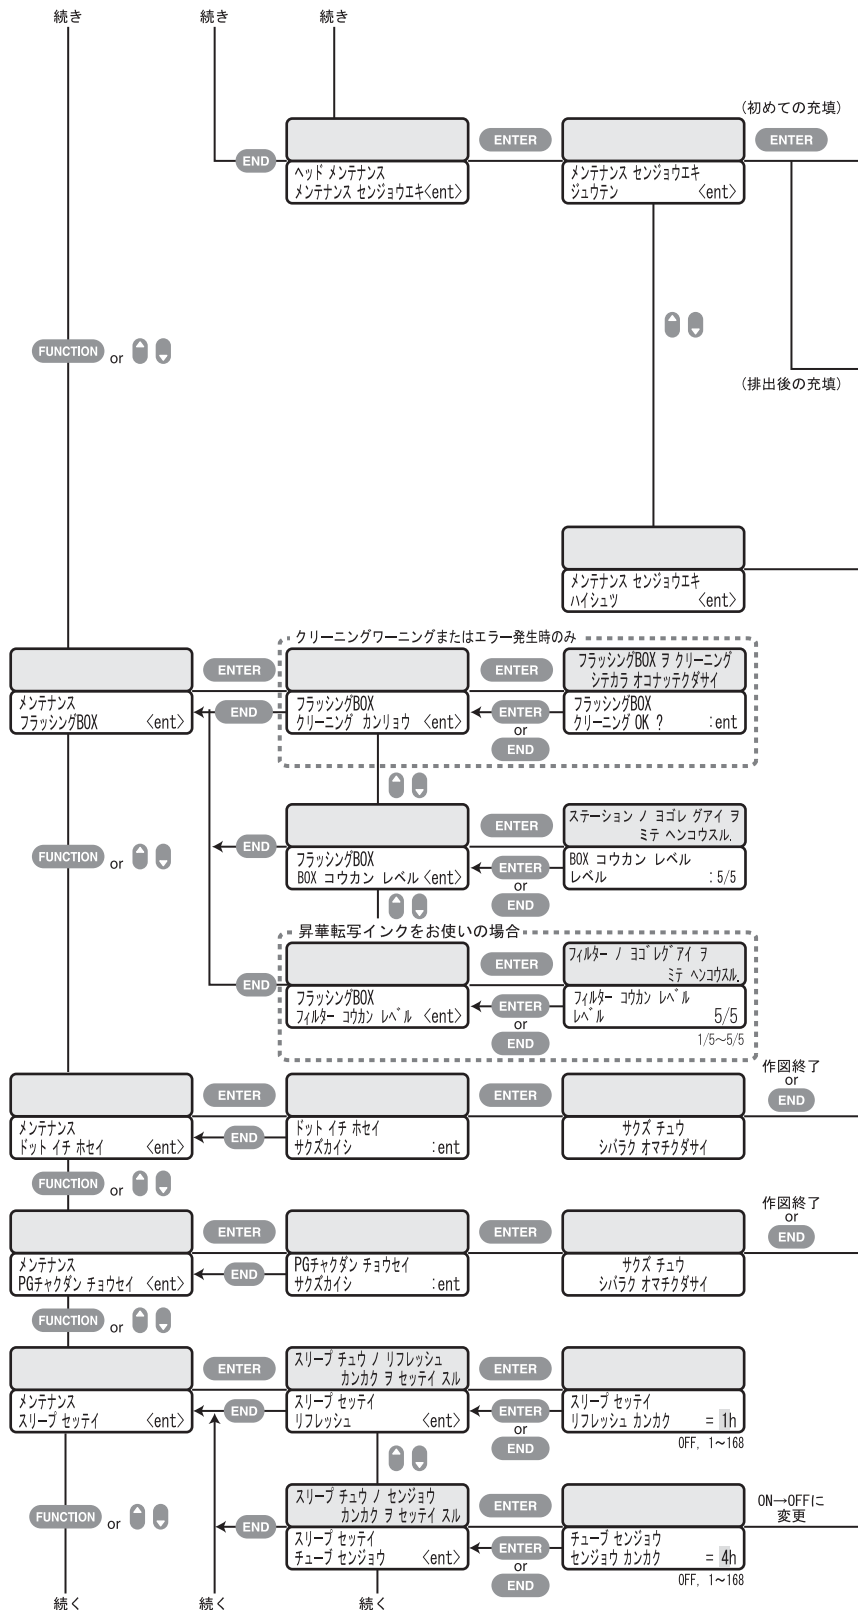 続き
続き
続き
(初めての充填)
ENTER
ENTER
END
ヘッド メンテナンス
メンテナンス センジョウエキ<ent>
メンテナンス センジョウエキ
ジュウテン <ent>
FUNCTION or
(排出後の充填)
メンテナンス センジョウエキ
ハイシュツ <ent>
クリーニングワーニングまたはエラー発生時のみ
ENTER
ENTER
フラッシングBOX ヲ クリーニング
シテカラ オコナッテクダサイ
メンテナンス
フラッシングBOX <ent>
END
フラッシングBOX
クリーニング カンリョウ <ent>
ENTER
or
END
フラッシングBOX
クリーニング OK ? :ent
ENTER
ステーション ノ ヨゴレ グアイ ヲ
ミテ ヘンコウスル.
FUNCTION or
END
フラッシングBOX
BOX コウカン レベル <ent>
ENTER
or
END
BOX コウカン レベル
レベル : 5/5
昇華転写インクをお使いの場合
ENTER
フィルター ノ ヨゴレグアイ ヲ
ミテ ヘンコウスル.
END
フラッシングBOX
フィルター コウカン レベル <ent>
ENTER
or
END
フィルター コウカン レベル
レベル 5/5
1/5～5/5
作図終了
or
END
ENTER
ENTER
メンテナンス
ドット イチ ホセイ <ent>
END
ドット イチ ホセイ
サクズカイシ :ent
サクズ チュウ
シバラク オマチクダサイ
FUNCTION or
作図終了
or
END
ENTER
ENTER
メンテナンス
PGチャクダン チョウセイ <ent>
END
PGチャクダン チョウセイ
サクズカイシ :ent
サクズ チュウ
シバラク オマチクダサイ
FUNCTION or
ENTER
スリープ チュウ ノ リフレッシュ
カンカク ヲ セッテイ スル
ENTER
メンテナンス
スリープ セッテイ <ent>
END
スリープ セッテイ
リフレッシュ <ent>
ENTER
or
END
スリープ セッテイ
リフレッシュ カンカク = 1h
OFF, 1～168
スリープ チュウ ノ センジョウ
カンカク ヲ セッテイ スル
ENTER
ON→OFFに
変更
FUNCTION or
END
スリープ セッテイ
チューブ センジョウ <ent>
ENTER
or
END
チューブ センジョウ
センジョウ カンカク = 4h
OFF, 1～168
続く
続く
続く